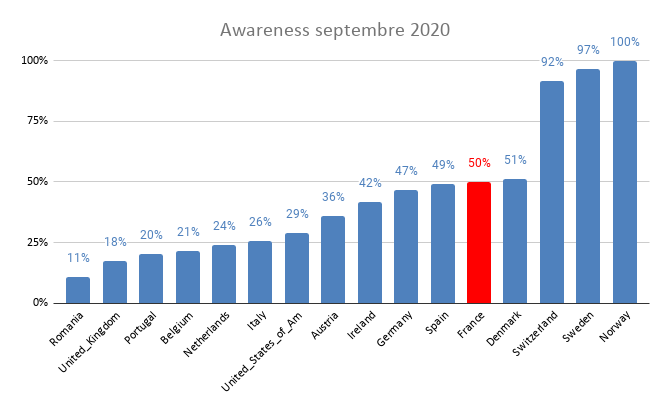 Awareness septembre 2020
100%
75%
50%
25%
0%
11%
18%
20%
21%
24%
26%
29%
36%
42%
47%
49%
50%
51%
92%
97%
100%
Romania
United_Kingdom
Portugal
Belgium
Netherlands
Italy
United_States_of_Am
Austria
Ireland
Germany
Spain
France
Denmark
Switzerland
Sweden
Norway